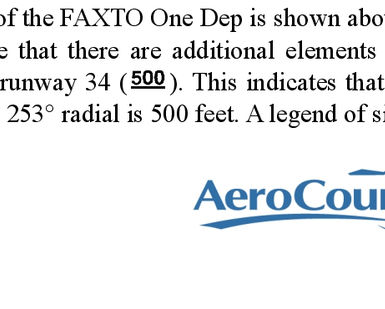 of the FAXTO One Dep is shown abo
e that there are additional elements
runway 34 (500). This indicates that
253° radial is 500 feet. A legend of si
AeroCour